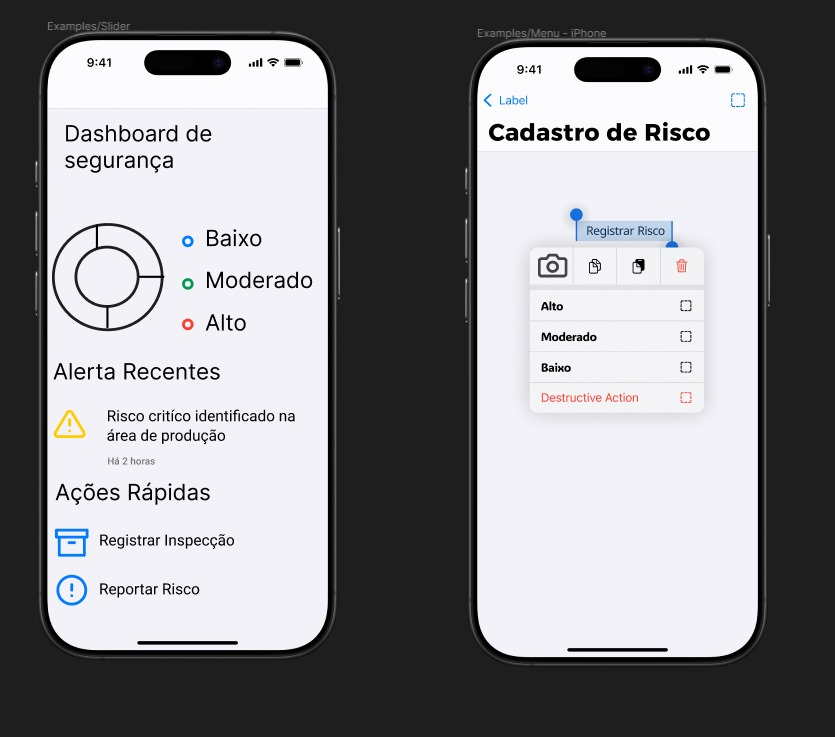 Examples/Slider
9:41
Dashboard de
segurança
Baixo
Moderado
Alto
Alerta Recentes
Risco critíco identificado na
área de produção
Há 2 horas
Ações Rápidas
Registrar Inspecção
Reportar Risco
Examples/Menu - iPhone
9:41
Label
Cadastro de Risco
Registrar Risco
Alto
Moderado
Baixo
Destructive Action